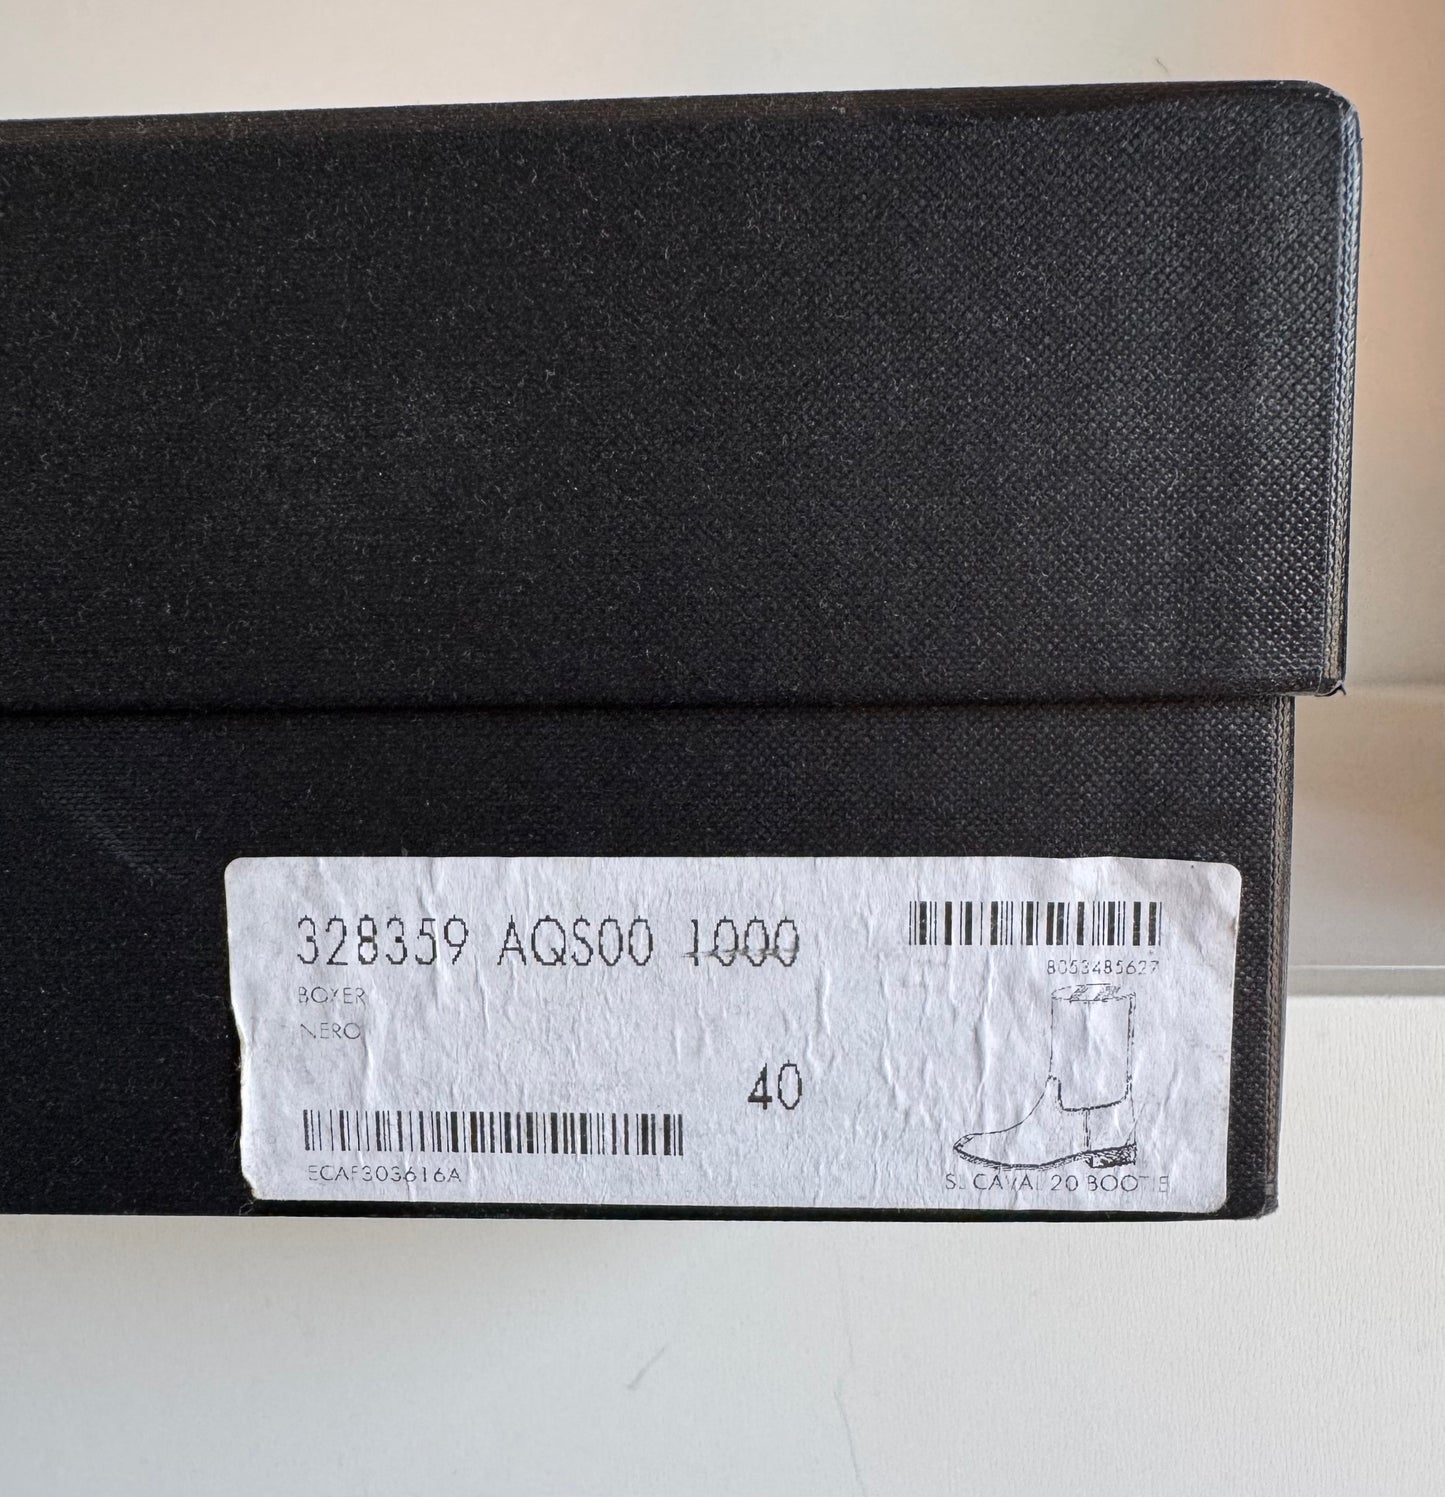 328359 AQS00 1000
BOXER
NERO
40
ECAF303616A
8053485627
SL CAVAL 20 BOOTIE